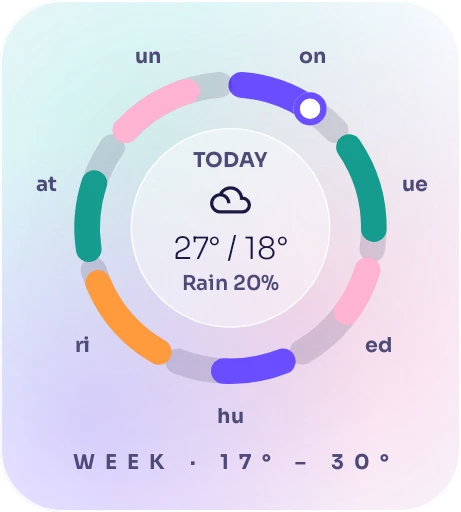 un
on
at
TODAY
ue
27° / 18°
Rain 20%
ri
ed
hu
WEEK · 17° – 30°